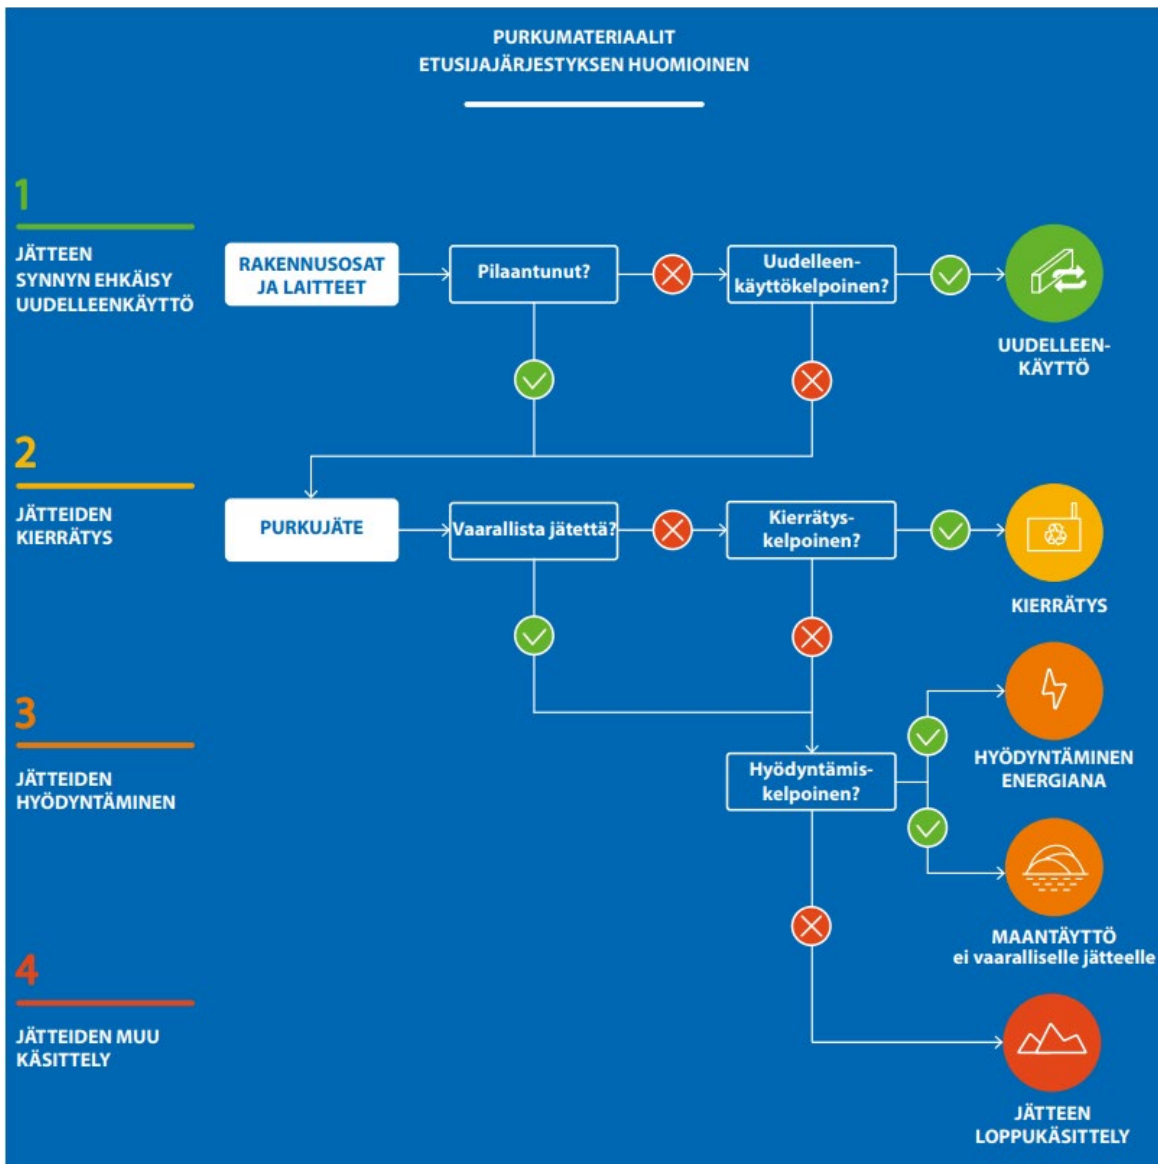 PURKUMATERIAALIT
ETUSIJAJÄRJESTYKSEN HUOMIOINEN
1
JÄTTEEN
SYNNYN EHKÄISY
UUDELLEENKÄYTTÖ
RAKENNUSOSAT
JA LAITTEET
Pilaantunut?
Uudelleen-
käyttökelpoinen?
UUDELLEEN-
KÄYTTÖ
2
JÄTTEIDEN
KIERRÄTYS
PURKUJÄTE
Vaarallista jätettä?
Kierrätys-
kelpoinen?
KIERRÄTYS
3
JÄTTEIDEN
HYÖDYNTÄMINEN
Hyödyntämis-
kelpoinen?
HYÖDYNTÄMINEN
ENERGIANA
MAANTÄYTTÖ
ei vaaralliselle jätteelle
4
JÄTTEIDEN MUU
KÄSITTELY
JÄTTEEN
LOPPUKÄSITTELY